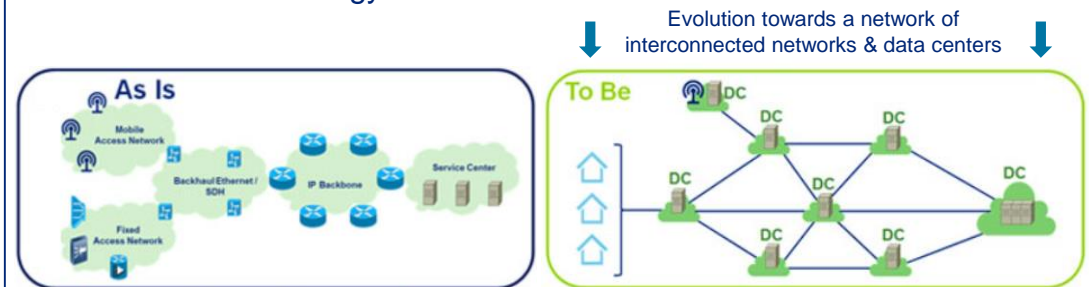 Evolution towards a network of
interconnected networks & data centers
As Is
Mobile
Access Network
Backhaul Ethernet /
SDH
IP Backbone
Service Center
Fixed
Access Network
To Be
DC
DC
DC
DC
DC
DC
DC
DC